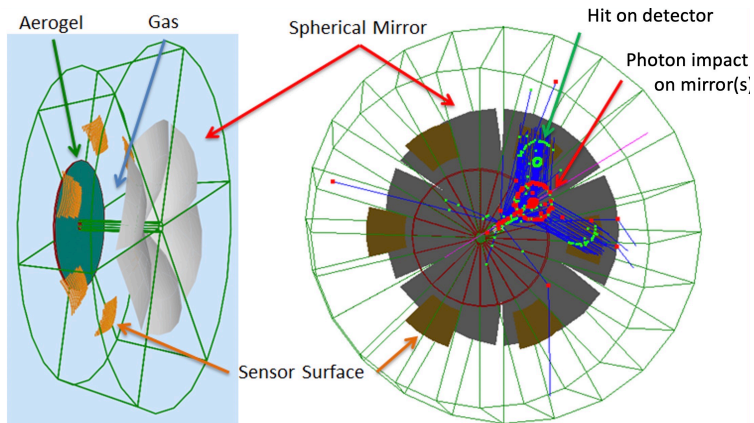 Aerogel
Gas
Spherical Mirror
Hit on detector
Photon impact
on mirror(s)
Sensor Surface